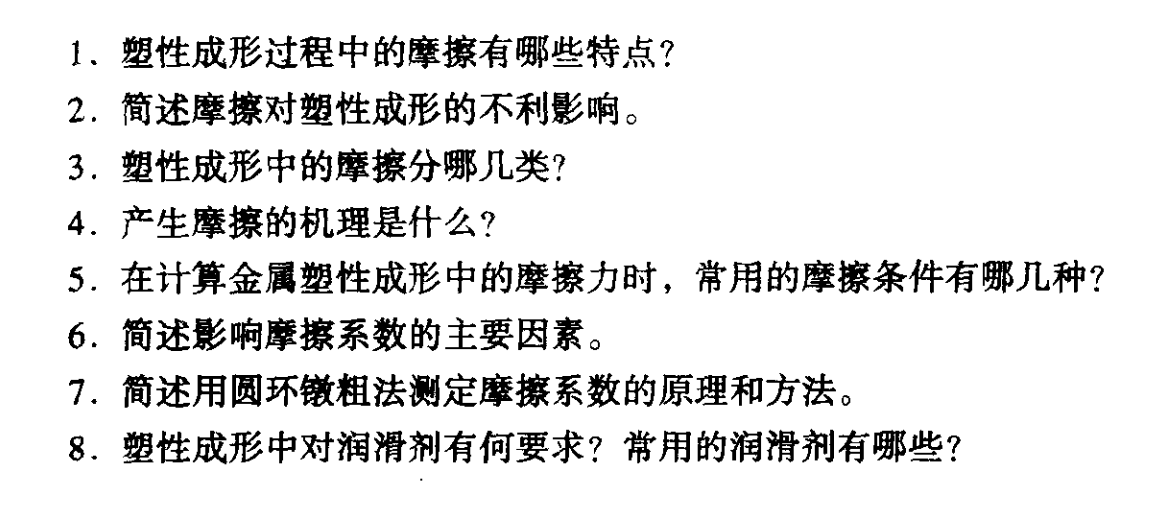 1．塑性成形过程中的摩擦有哪些特点？
2．简述摩擦对塑性成形的不利影响。
3．塑性成形中的摩擦分哪几类？
4．产生摩擦的机理是什么？
5．在计算金属塑性成形中的摩擦力时，常用的摩擦条件有哪几种？
6．简述影响摩擦系数的主要因素。
7．简述用圆环镦粗法测定摩擦系数的原理和方法。
8．塑性成形中对润滑剂有何要求？常用的润滑剂有哪些？